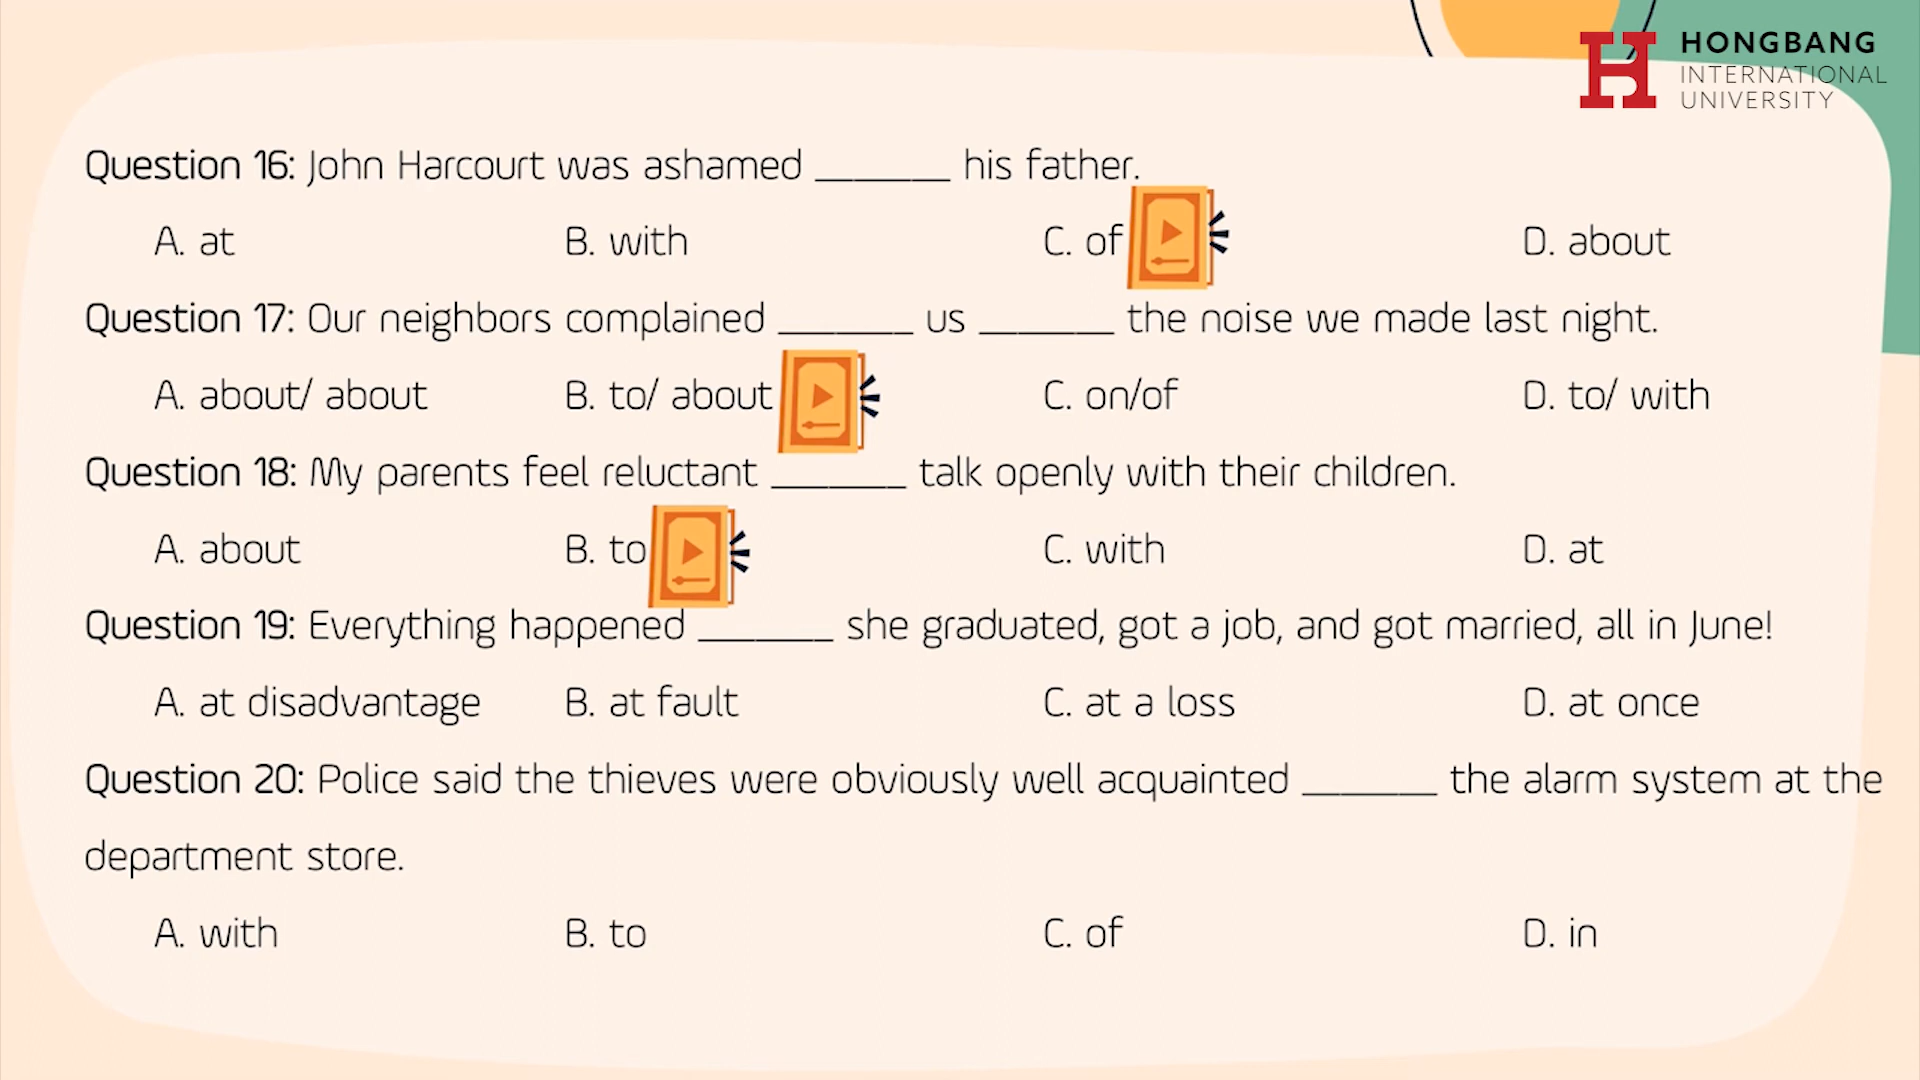 HONGBANG
INTERNATIONAL
UNIVERSITY
Question 16: John Harcourt was ashamed _______ his father.
A. at B. with C. of D. about
Question 17: Our neighbors complained _______ us _______ the noise we made last night.
A. about/ about B. to/ about C. on/of D. to/ with
Question 18: My parents feel reluctant _______ talk openly with their children.
A. about B. to C. with D. at
Question 19: Everything happened _______ she graduated, got a job, and got married, all in June!
A. at disadvantage B. at fault C. at a loss D. at once
Question 20: Police said the thieves were obviously well acquainted _______ the alarm system at the
department store.
A. with B. to C. of D. in